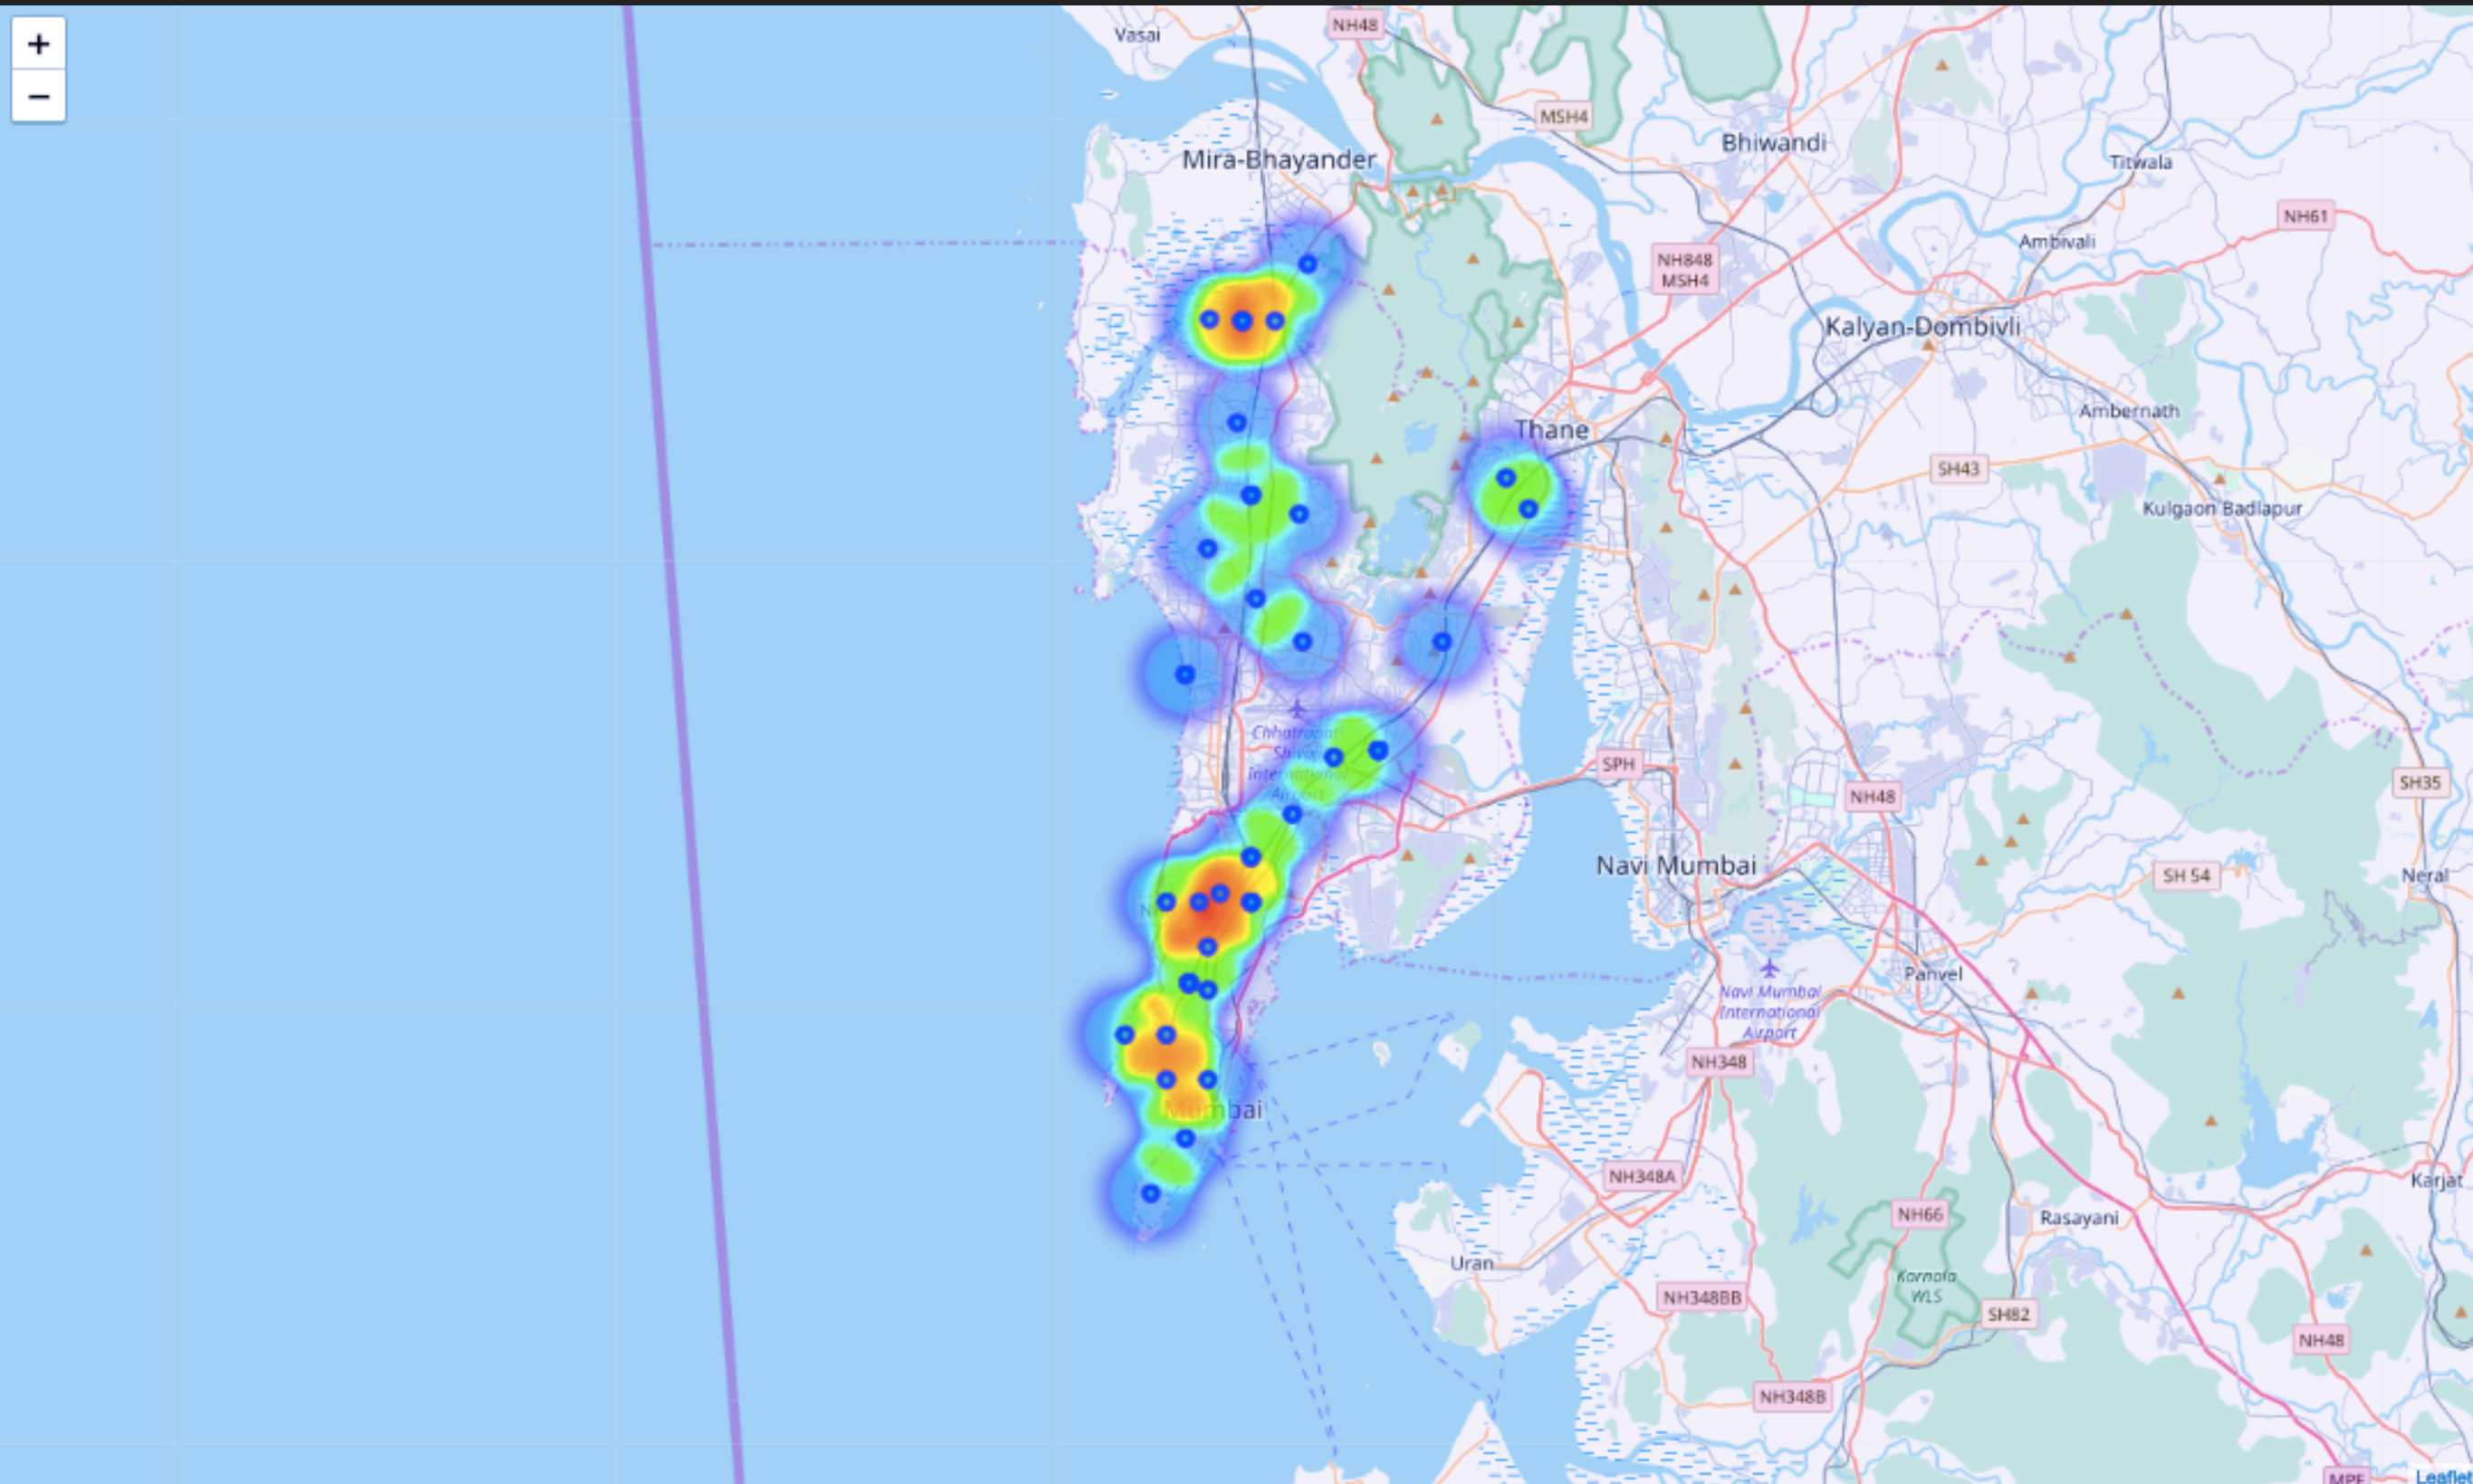 +
−
Vasai
NH48
MSH4
Mira-Bhayander
Bhiwandi
Titwala
NH61
Ambivali
NH848
MSH4
Kalyan-Dombivli
Ambernath
Thane
SH43
Kulgaon Badlapur
Chhatrapati
International
Airport
SPH
NH48
SH35
Navi Mumbai
SH 54
Neral
Panvel
Navi Mumbai
International
Airport
NH348
Mumbai
NH348A
Karjat
NH66
Rasayani
Uran
Karnala
WLS
NH348BB
SH82
NH48
NH348B
Leaflet